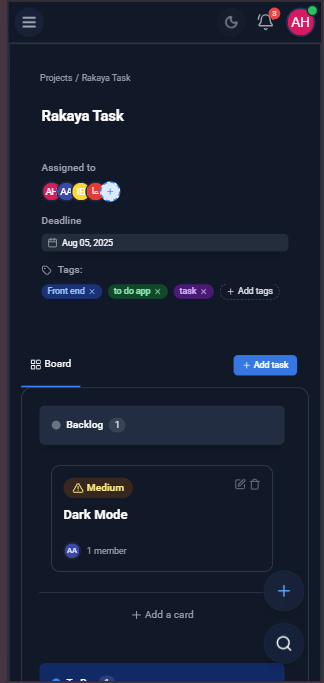 8
AH
Projects / Rakaya Task
Rakaya Task
Assigned to
AH AA
Deadline
Aug 05, 2025
Tags:
Front end × to do app × task × + Add tags
Board
+ Add task
Backlog 1
Medium
Dark Mode
AA 1 member
+ Add a card